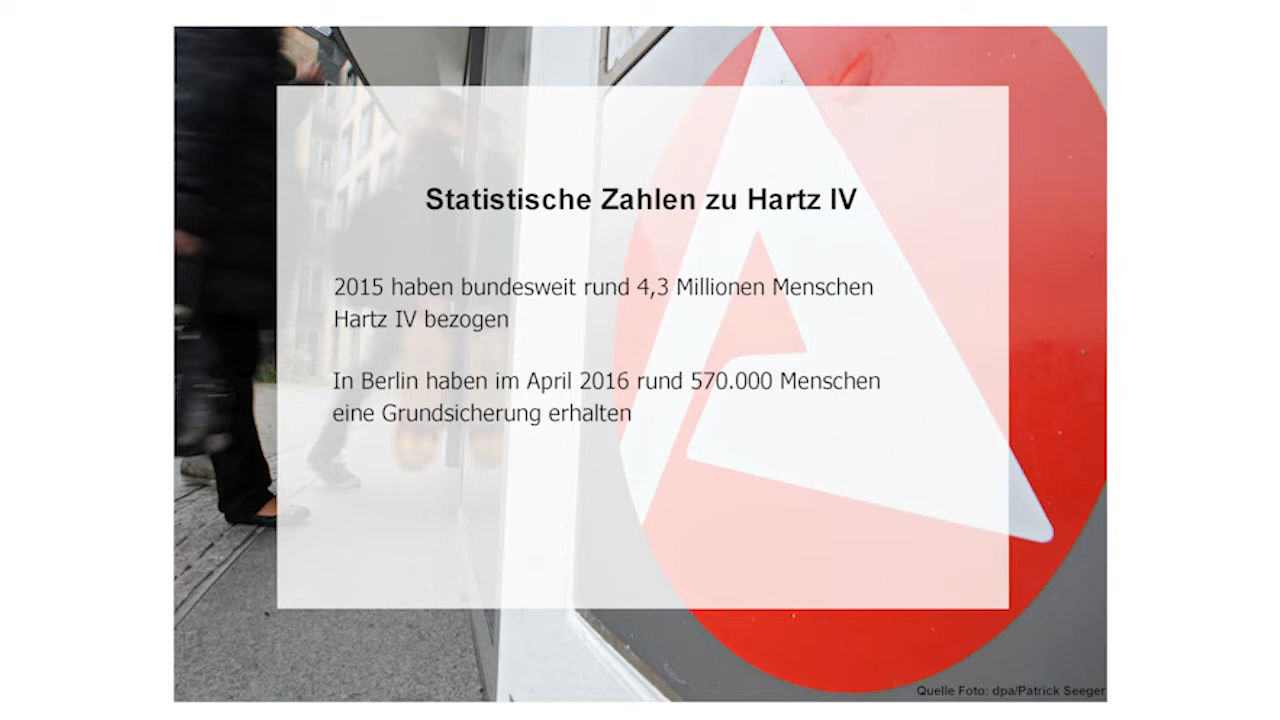 Statistische Zahlen zu Hartz IV
2015 haben bundesweit rund 4,3 Millionen Menschen
Hartz IV bezogen
In Berlin haben im April 2016 rund 570.000 Menschen
eine Grundsicherung erhalten
Quelle Foto: dpa/Patrick Seeger